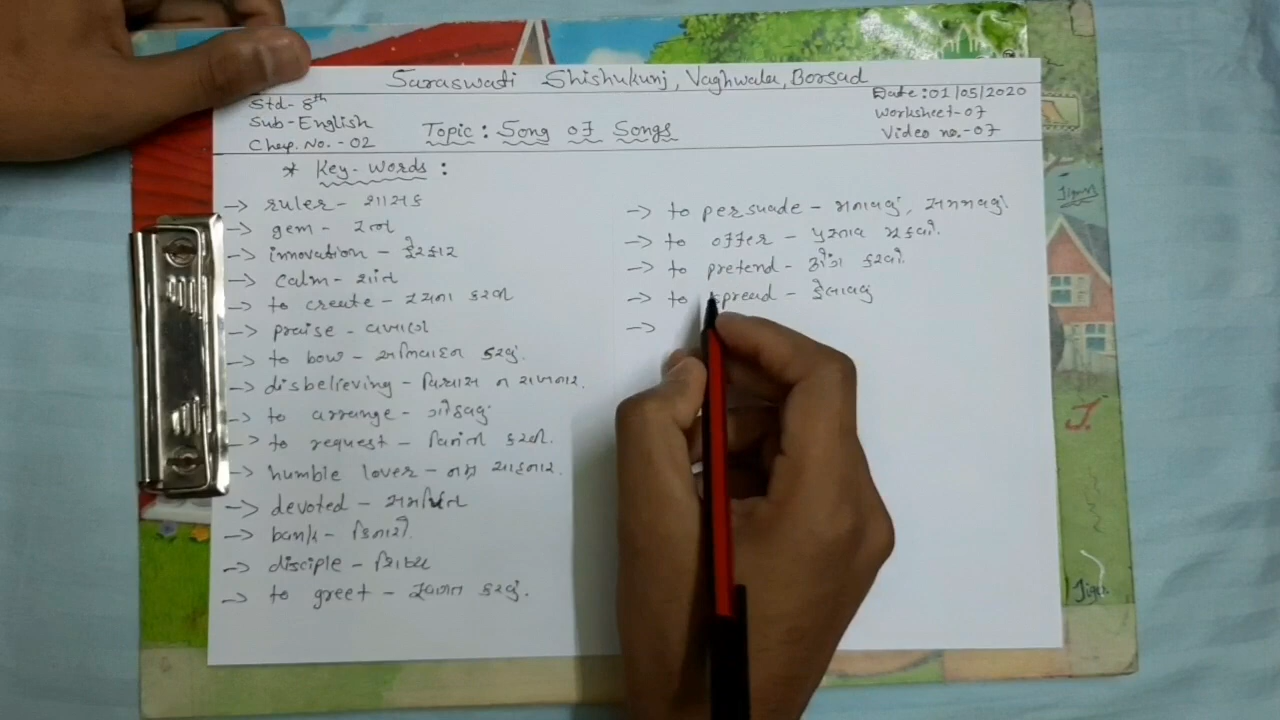 Saraswati Shishukunj, Vaghwala, Borsad
Std- 8th
Sub-English
Chep. No. - 02
Topic : Song of Songs
Date : 01/05/2020
Worksheet-07
Video no.-07
* Key-Words :
-> ruler - શાસક
-> gem - રત્ન
-> innovation - ફેરફાર
-> calm - શાંત
-> to create - રચના કરવી
-> praise - વખાણ
-> to bow - અભિવાદન કરવું.
-> disbelieving - વિશ્વાસ ન રાખનાર.
-> to arrange - ગોઠવવું
-> to request - વિનંતી કરવી.
-> humble lover - નમ્ર ચાહનાર.
-> devoted - સમર્પિત
-> bank - કિનારો.
-> disciple - શિષ્ય
-> to greet - સ્વાગત કરવું.
-> to persuade - મનાવવું, સમજાવવું
-> to offer - પ્રસ્તાવ મૂકવો.
-> to pretend - ઢોંગ કરવો.
-> to spread - ફેલાવવું
->
J.
Jigar